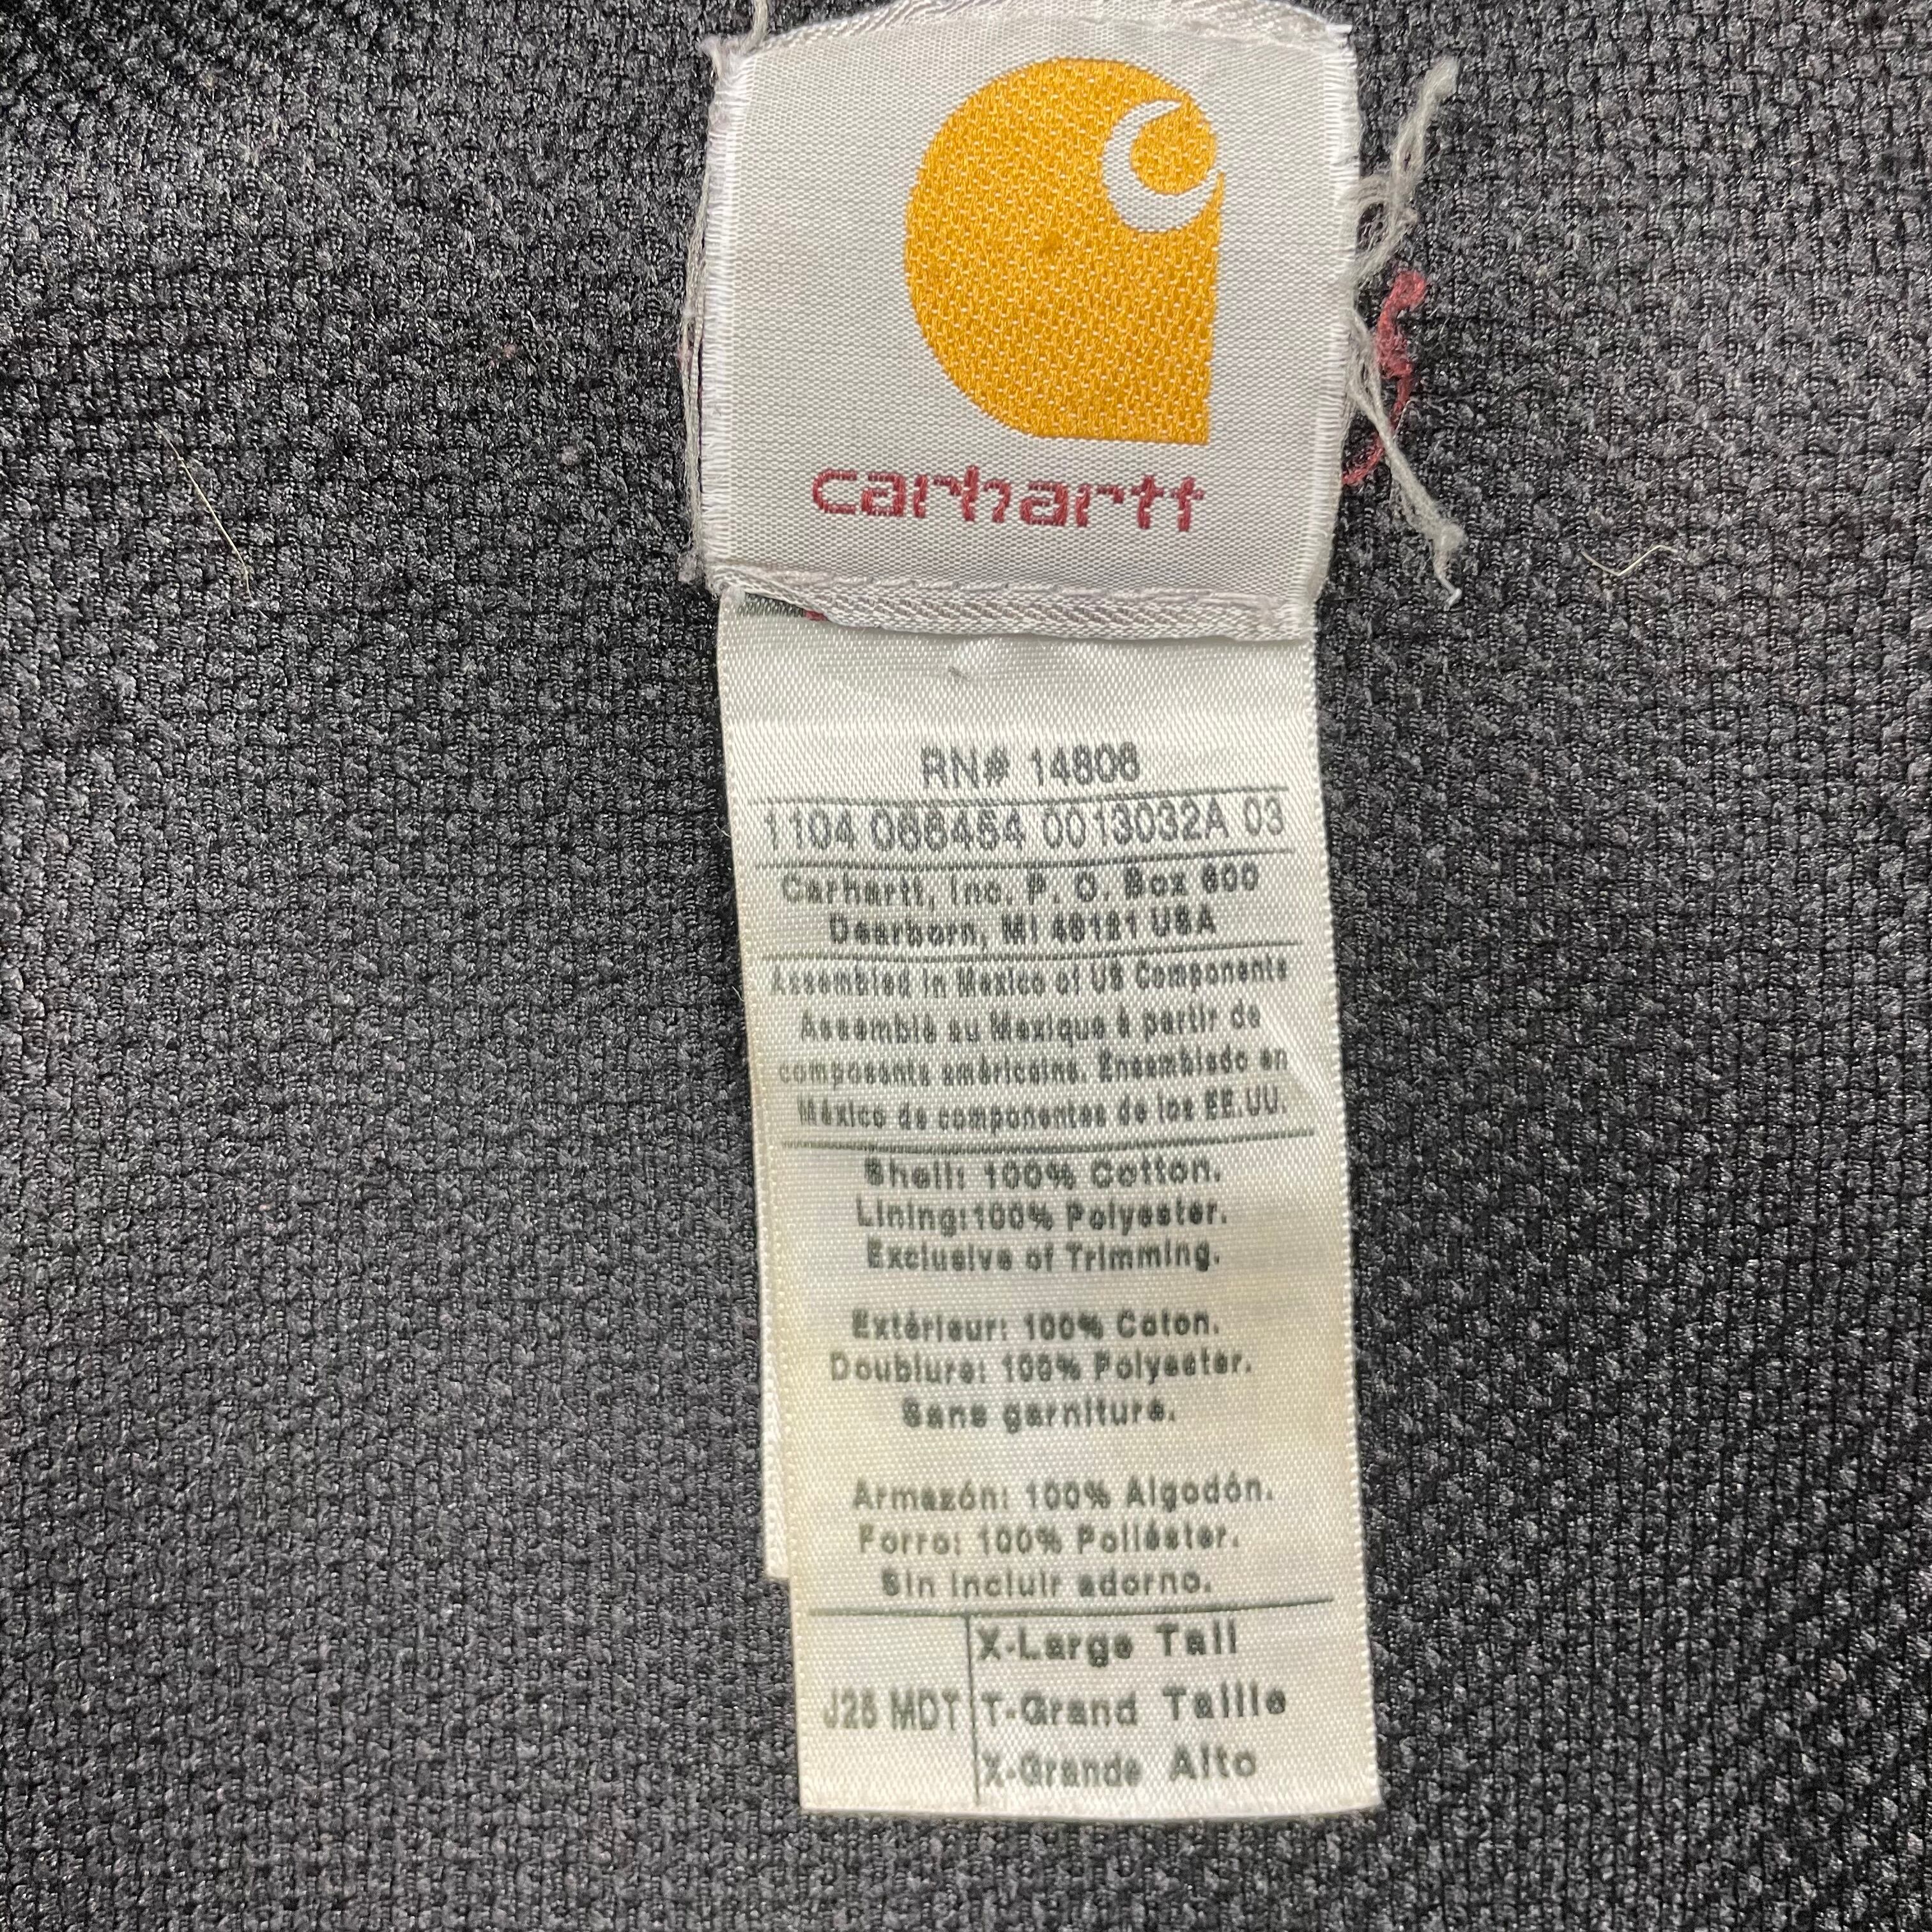 carhartt
RN# 14806
1104 066464 0013032A 03
Carhartt, Inc. P. O. Box 600
Dearborn, MI 48121 USA
Assembled in Mexico of US Components
Assemblé au Mexique à partir de
composants américains. Ensamblado en
México de componentes de los EE.UU.
Shell: 100% Cotton.
Lining:100% Polyester.
Exclusive of Trimming.
Extérieur: 100% Coton.
Doublure: 100% Polyester.
Sans garniture.
Armazón: 100% Algodón.
Forro: 100% Poliéster.
Sin incluir adorno.
X-Large Tall
J25 MDT T-Grand Taille
X-Grande Alto